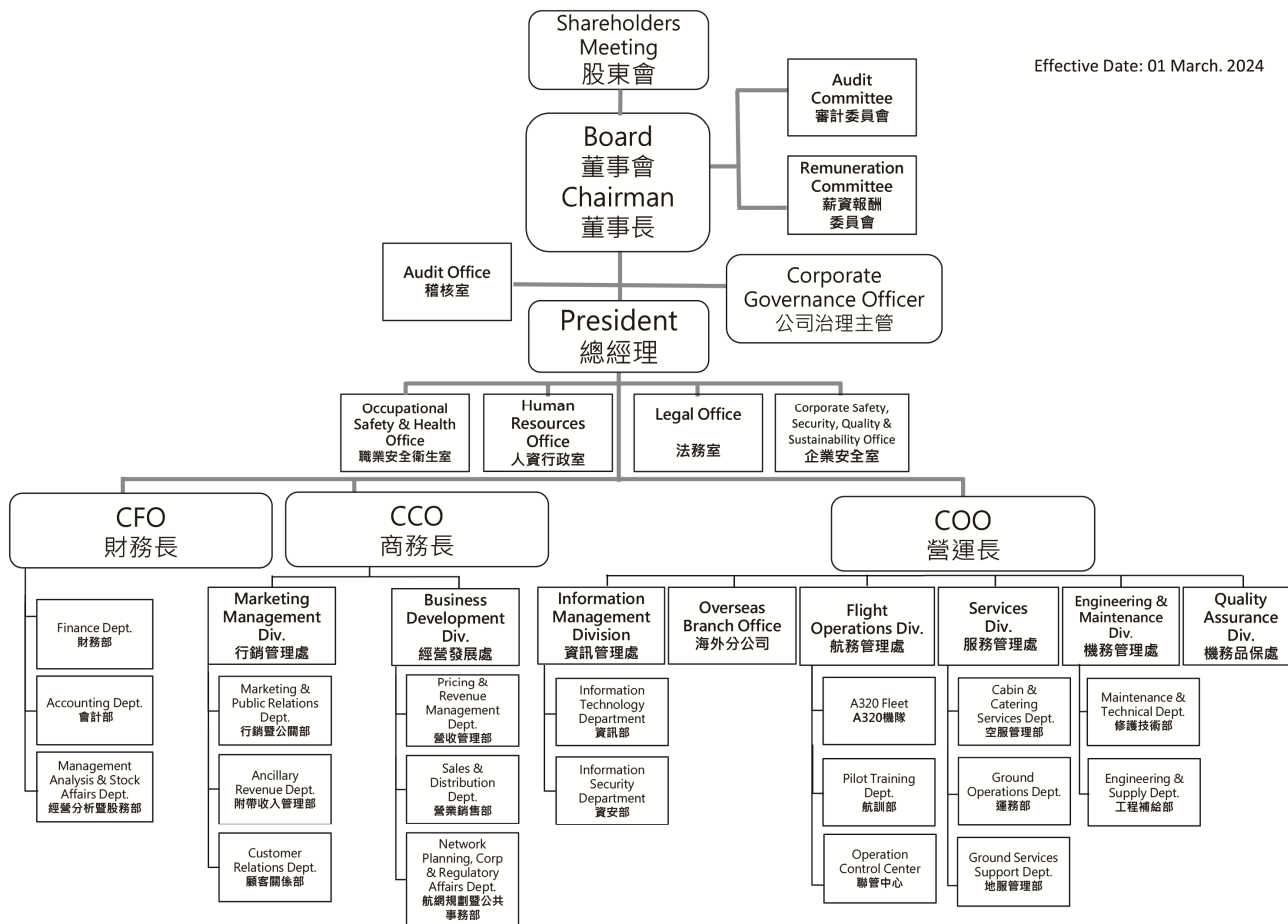 Shareholders
Meeting
股東會
Effective Date: 01 March. 2024
Audit
Committee
審計委員會
Board
董事會
Chairman
董事長
Remuneration
Committee
薪資報酬
委員會
Audit Office
稽核室
Corporate
Governance Officer
公司治理主管
President
總經理
Occupational
Safety & Health
Office
職業安全衛生室
Human
Resources
Office
人資行政室
Legal Office
法務室
Corporate Safety,
Security, Quality &
Sustainability Office
企業安全室
CFO
財務長
CCO
商務長
COO
營運長
Finance Dept.
財務部
Accounting Dept.
會計部
Management
Analysis & Stock
Affairs Dept.
經營分析暨股務部
Marketing
Management
Div.
行銷管理處
Marketing &
Public Relations
Dept.
行銷暨公關部
Ancillary
Revenue Dept.
附帶收入管理部
Customer
Relations Dept.
顧客關係部
Business
Development
Div.
經營發展處
Pricing &
Revenue
Management
Dept.
營收管理部
Sales &
Distribution
Dept.
營業銷售部
Network
Planning, Corp
& Regulatory
Affairs Dept.
航網規劃暨公共
事務部
Information
Management
Division
資訊管理處
Information
Technology
Department
資訊部
Information
Security
Department
資安部
Overseas
Branch Office
海外分公司
Flight
Operations Div.
航務管理處
A320 Fleet
A320機隊
Pilot Training
Dept.
航訓部
Operation
Control Center
聯管中心
Services
Div.
服務管理處
Cabin &
Catering
Services Dept.
空服管理部
Ground
Operations Dept.
運務部
Ground Services
Support Dept.
地服管理部
Engineering &
Maintenance
Div.
機務管理處
Maintenance &
Technical Dept.
修護技術部
Engineering &
Supply Dept.
工程補給部
Quality
Assurance
Div.
機務品保處